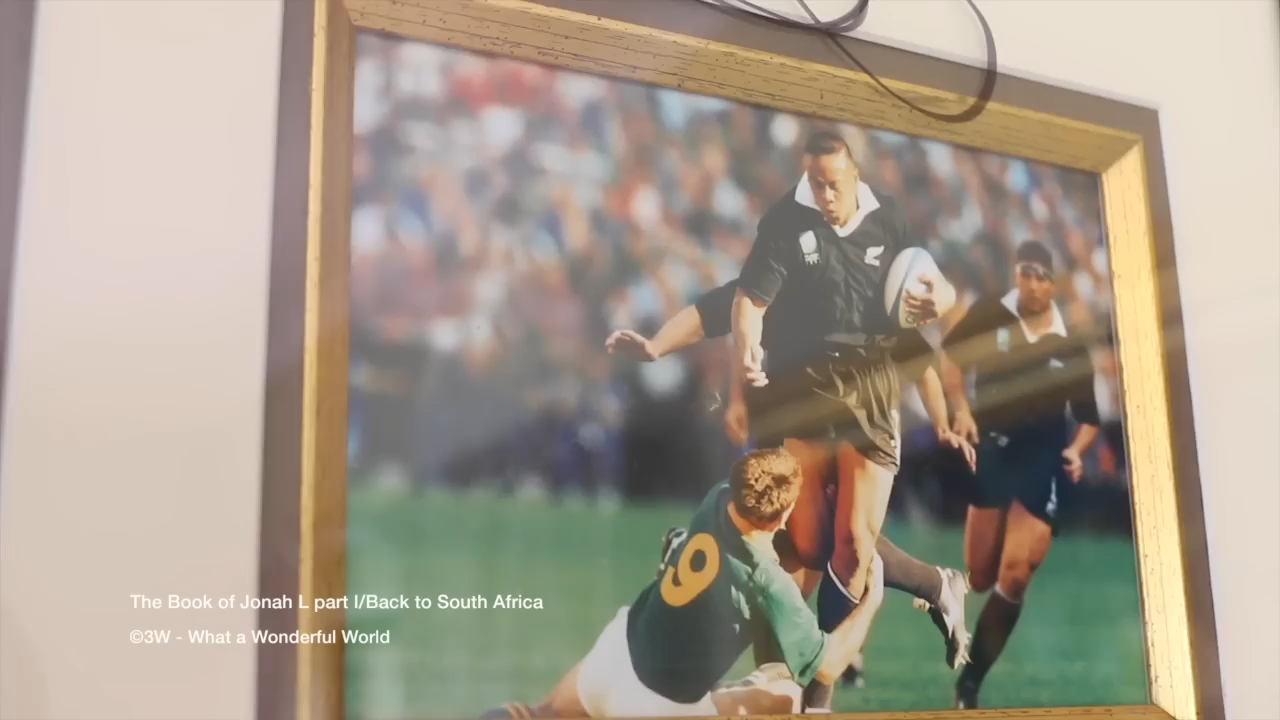 9
The Book of Jonah L part I/Back to South Africa
©3W - What a Wonderful World